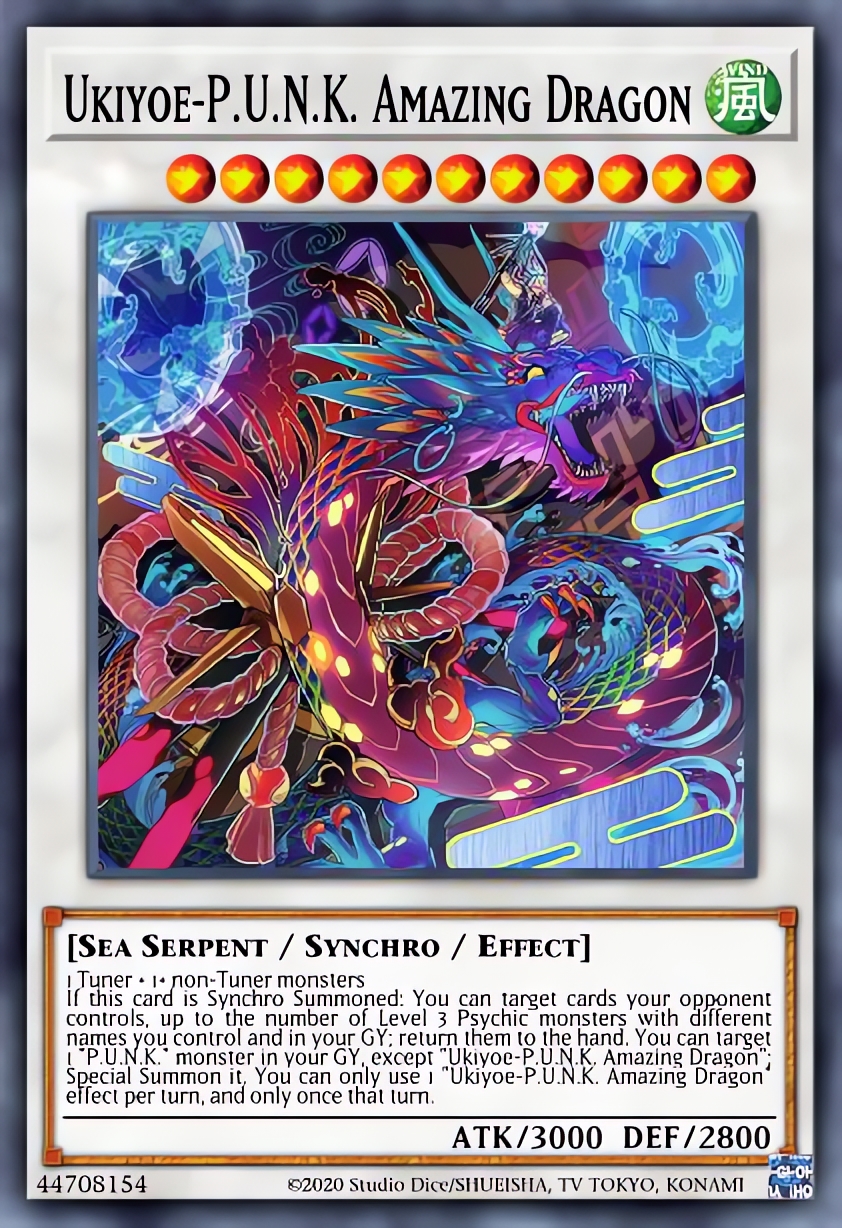 UKIYOE-P.U.N.K. AMAZING DRAGON
WIND
嵐
[SEA SERPENT / SYNCHRO / EFFECT]
1 Tuner + 1+ non-Tuner monsters
If this card is Synchro Summoned: You can target cards your opponent
controls, up to the number of Level 3 Psychic monsters with different
names you control and in your GY; return them to the hand. You can target
1 "P.U.N.K." monster in your GY, except "Ukiyoe-P.U.N.K. Amazing Dragon";
Special Summon it. You can only use 1 "Ukiyoe-P.U.N.K. Amazing Dragon"
effect per turn, and only once that turn.
ATK/3000 DEF/2800
44708154
©2020 Studio Dice/SHUEISHA, TV TOKYO, KONAMI